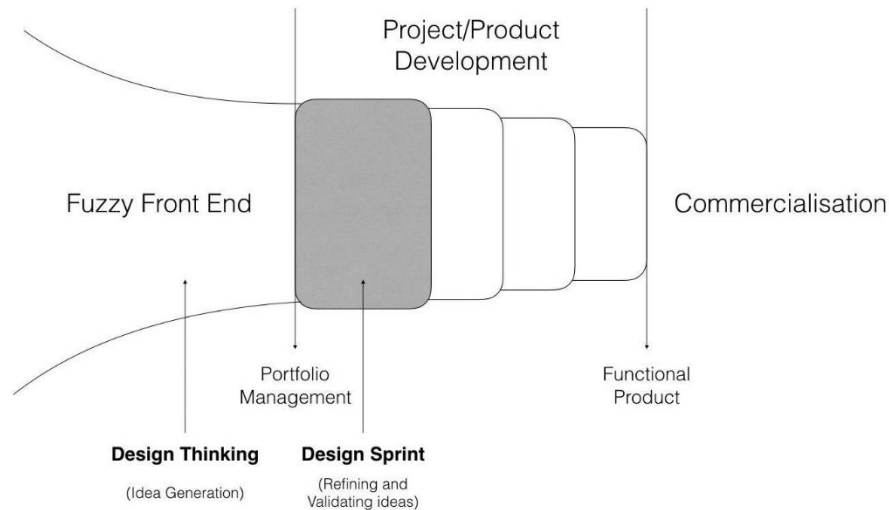 Project/Product
Development
Fuzzy Front End
Commercialisation
Portfolio
Management
Functional
Product
Design Thinking
(Idea Generation)
Design Sprint
(Refining and
Validating ideas)